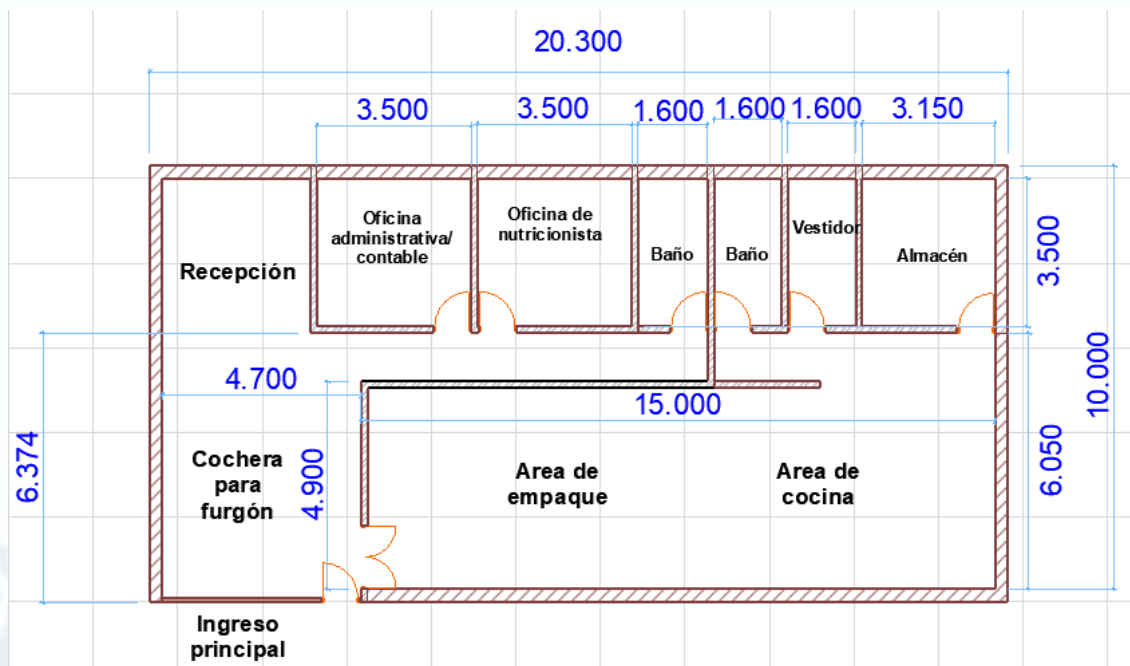 20.300
3.500
3.500
1.600
1.600
1.600
3.150
Oficina
administrativa/
contable
Oficina de
nutricionista
Baño
Baño
Vestidor
Almacén
Recepción
3.500
10.000
4.700
15.000
6.374
4.900
6.050
Cochera
para
furgón
Area de
empaque
Area de
cocina
Ingreso
principal